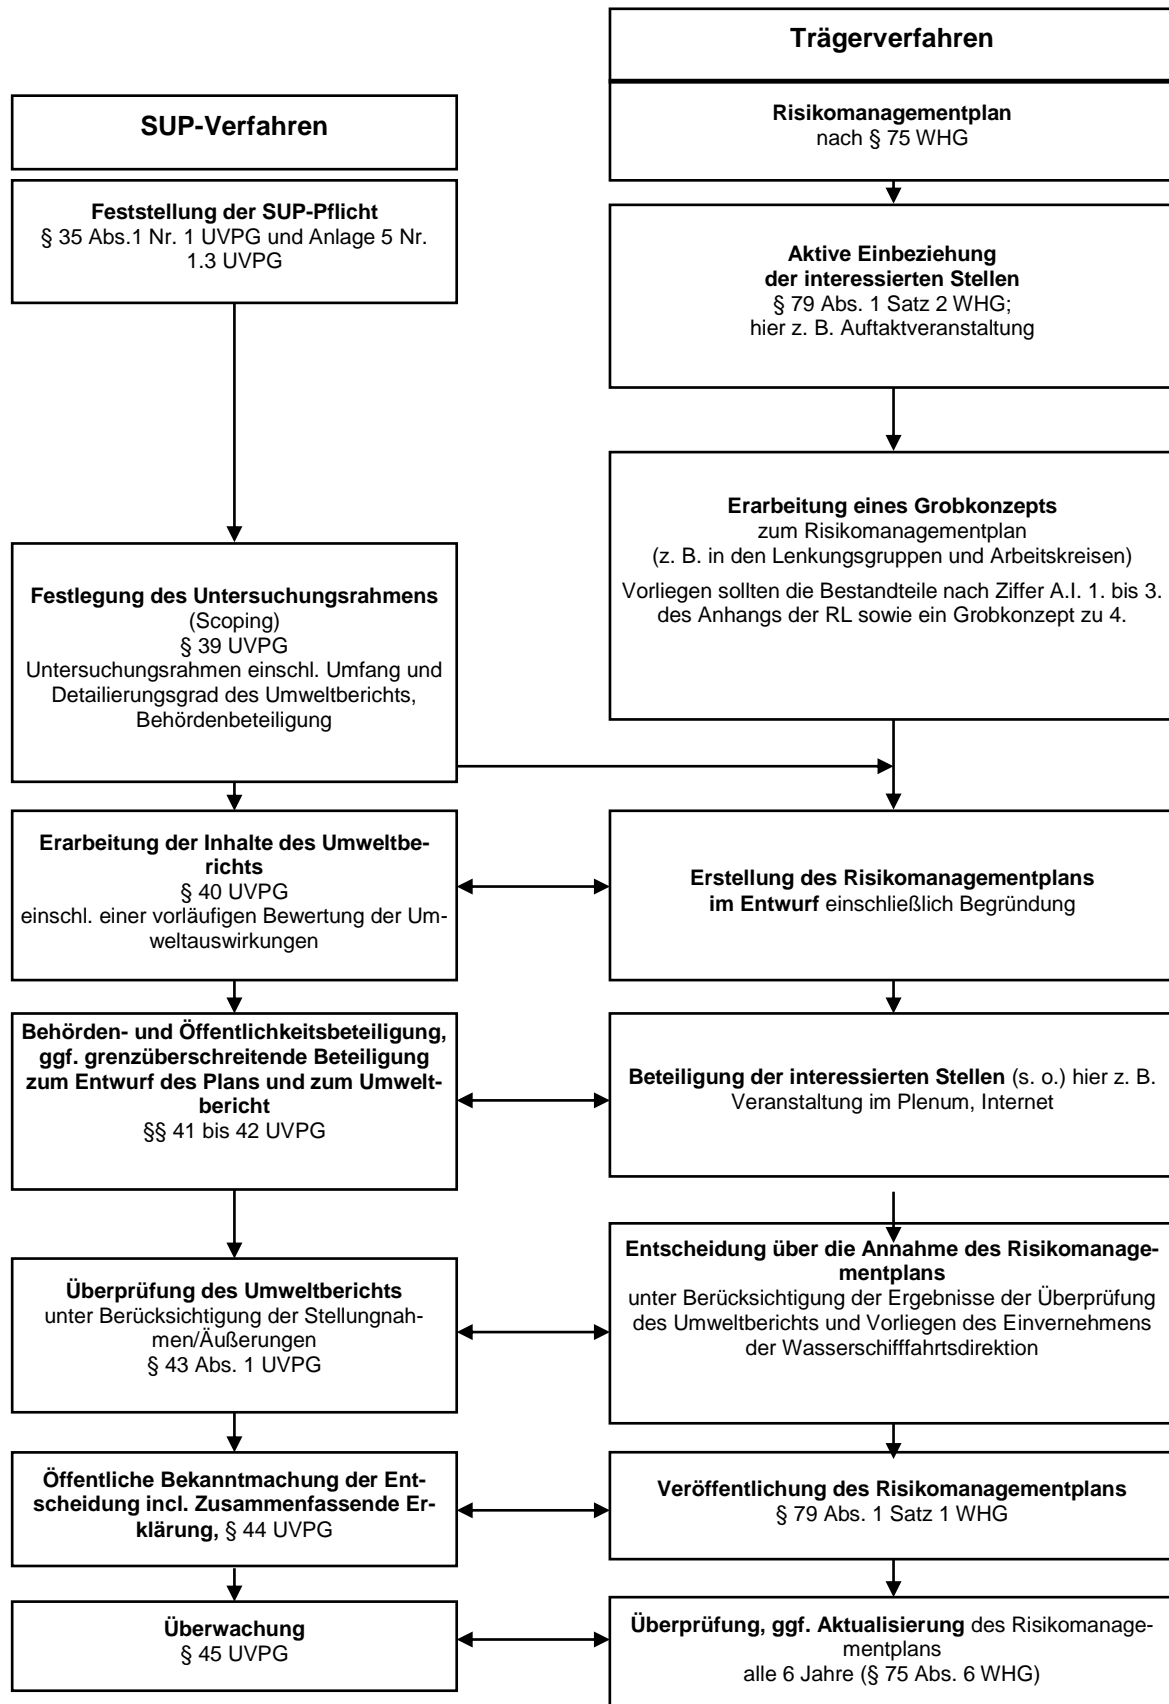 Trägerverfahren
Risikomanagementplan
nach § 75 WHG
SUP-Verfahren
Feststellung der SUP-Pflicht
§ 35 Abs.1 Nr. 1 UVPG und Anlage 5 Nr.
1.3 UVPG
Aktive Einbeziehung
der interessierten Stellen
§ 79 Abs. 1 Satz 2 WHG;
hier z. B. Auftaktveranstaltung
Erarbeitung eines Grobkonzepts
zum Risikomanagementplan
(z. B. in den Lenkungsgruppen und Arbeitskreisen)
Vorliegen sollten die Bestandteile nach Ziffer A.I. 1. bis 3.
des Anhangs der RL sowie ein Grobkonzept zu 4.
Festlegung des Untersuchungsrahmens
(Scoping)
§ 39 UVPG
Untersuchungsrahmen einschl. Umfang und
Detailierungsgrad des Umweltberichts,
Behördenbeteiligung
Erarbeitung der Inhalte des Umweltbe-
richts
§ 40 UVPG
einschl. einer vorläufigen Bewertung der Um-
weltauswirkungen
Erstellung des Risikomanagementplans
im Entwurf einschließlich Begründung
Behörden- und Öffentlichkeitsbeteiligung,
ggf. grenzüberschreitende Beteiligung
zum Entwurf des Plans und zum Umwelt-
bericht
§§ 41 bis 42 UVPG
Beteiligung der interessierten Stellen (s. o.) hier z. B.
Veranstaltung im Plenum, Internet
Überprüfung des Umweltberichts
unter Berücksichtigung der Stellungnah-
men/Äußerungen
§ 43 Abs. 1 UVPG
Entscheidung über die Annahme des Risikomanage-
mentplans
unter Berücksichtigung der Ergebnisse der Überprüfung
des Umweltberichts und Vorliegen des Einvernehmens
der Wasserschifffahrtsdirektion
Öffentliche Bekanntmachung der Ent-
scheidung incl. Zusammenfassende Er-
klärung, § 44 UVPG
Veröffentlichung des Risikomanagementplans
§ 79 Abs. 1 Satz 1 WHG
Überwachung
§ 45 UVPG
Überprüfung, ggf. Aktualisierung des Risikomanage-
mentplans
alle 6 Jahre (§ 75 Abs. 6 WHG)